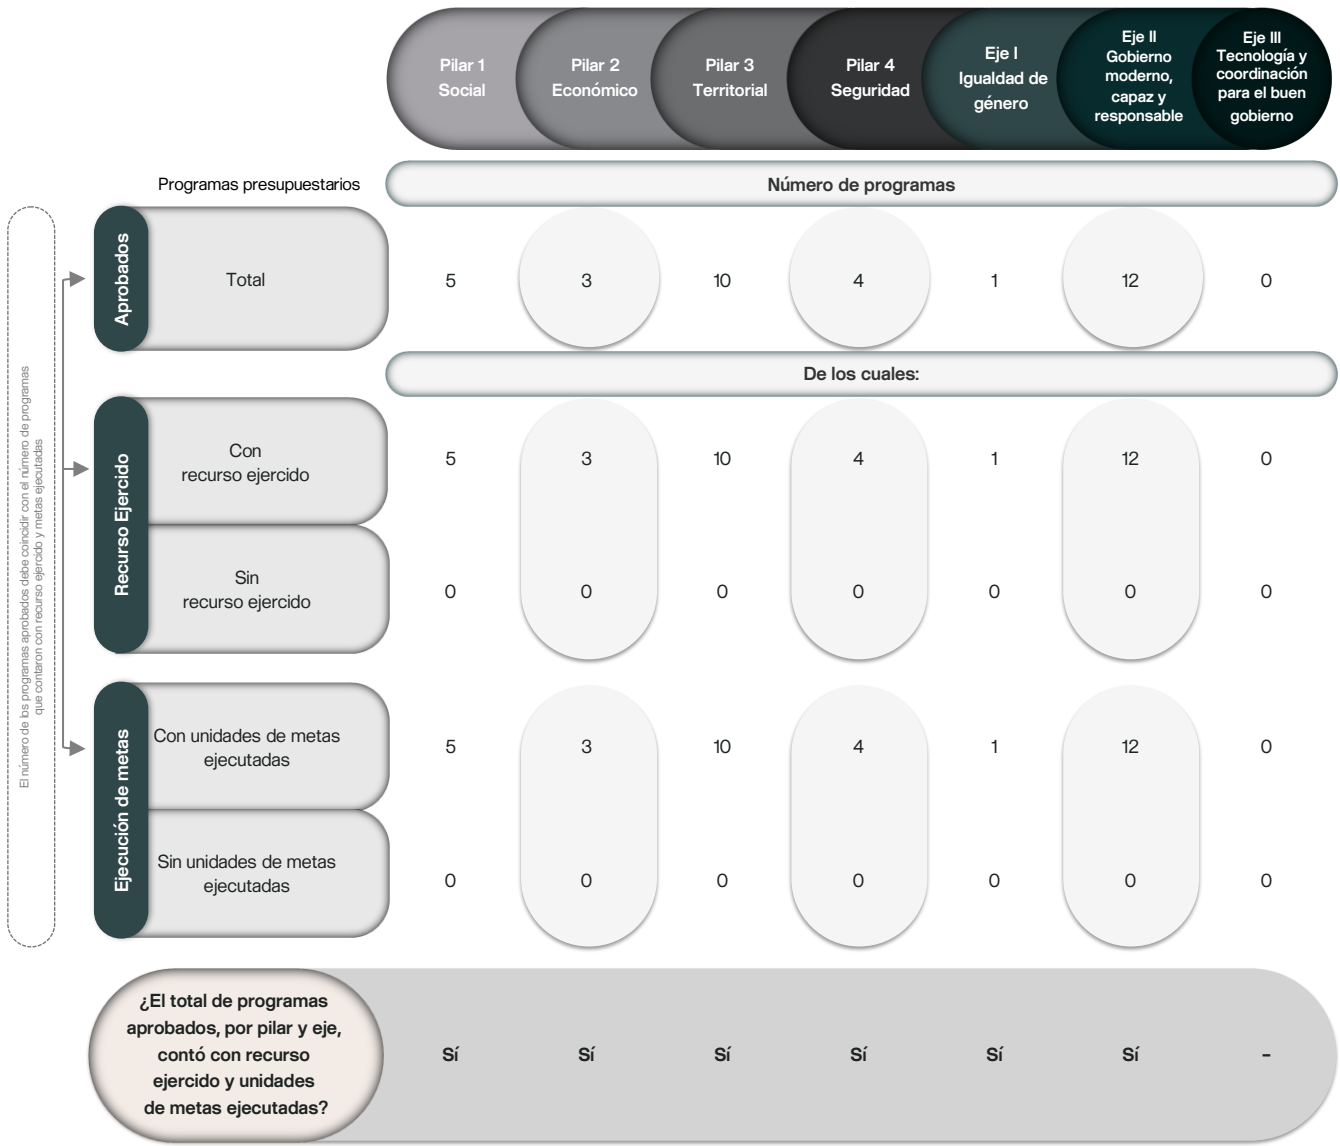 Pilar 1
Social
Pilar 2
Económico
Pilar 3
Territorial
Pilar 4
Seguridad
Eje I
Igualdad de
género
Eje II
Gobierno
moderno,
capaz y
responsable
Eje III
Tecnología y
coordinación
para el buen
gobierno
Programas presupuestarios
Número de programas
El número de los programas aprobados debe coincidir con el número de programas
que contaron con recurso ejercido y metas ejecutadas
Aprobados
Total
5 3 10 4 1 12 0
De los cuales:
Recurso Ejercido
Con
recurso ejercido
5 3 10 4 1 12 0
Sin
recurso ejercido
0 0 0 0 0 0 0
Ejecución de metas
Con unidades de metas
ejecutadas
5 3 10 4 1 12 0
Sin unidades de metas
ejecutadas
0 0 0 0 0 0 0
¿El total de programas
aprobados, por pilar y eje,
contó con recurso
ejercido y unidades
de metas ejecutadas?
Sí Sí Sí Sí Sí Sí -